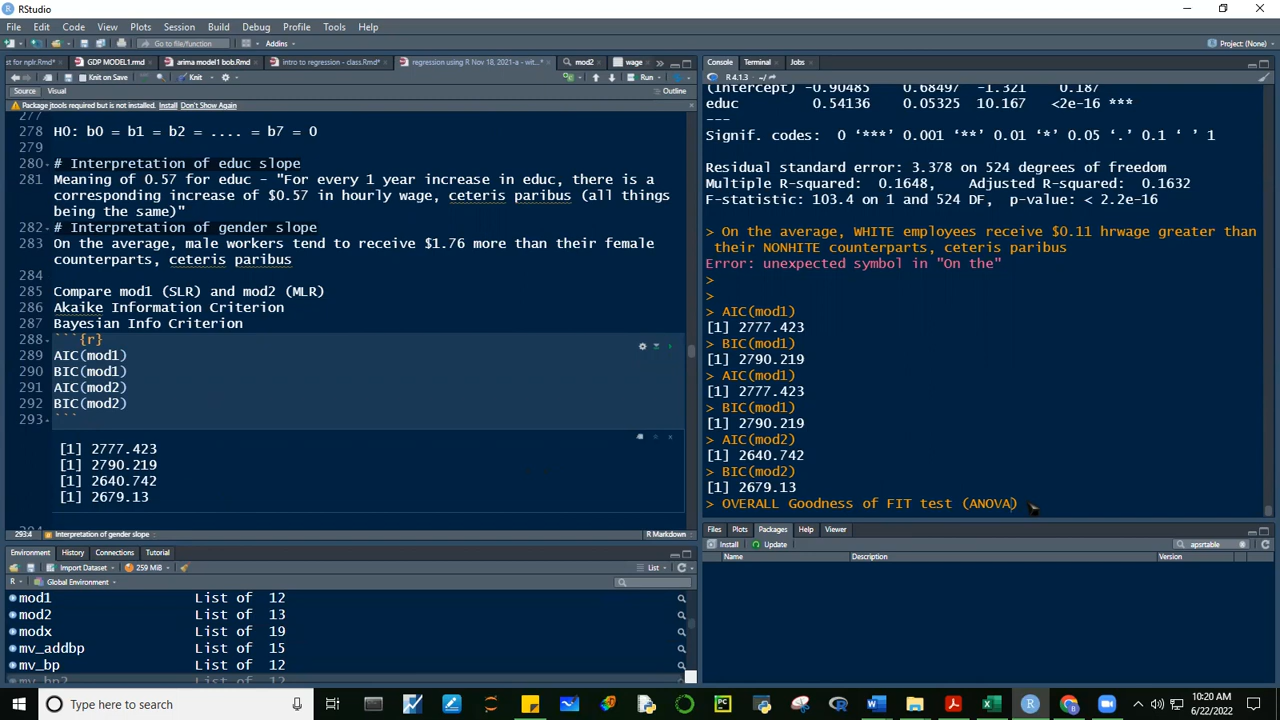 RStudio
File Edit Code View Plots Session Build Debug Profile Tools Help
Go to file/function
Addins
Project: (None)
st for nplr.Rmd* GDP MODEL1.rmd arima model1 bob.Rmd intro to regression - class.Rmd* regression using R Nov 18, 2021-a - wit... mod2 wage
Knit on Save
Knit
Run
Source Visual
Outline
Package jtools required but is not installed. Install Don't Show Again
277
278 H0: b0 = b1 = b2 = .... = b7 = 0
279
280 # Interpretation of educ slope
281 Meaning of 0.57 for educ - "For every 1 year increase in educ, there is a
corresponding increase of $0.57 in hourly wage, ceteris paribus (all things
being the same)"
282 # Interpretation of gender slope
283 On the average, male workers tend to receive $1.76 more than their female
counterparts, ceteris paribus
284
285 Compare mod1 (SLR) and mod2 (MLR)
286 Akaike Information Criterion
287 Bayesian Info Criterion
288 ```{r}
289 AIC(mod1)
290 BIC(mod1)
291 AIC(mod2)
292 BIC(mod2)
293 ```
[1] 2777.423
[1] 2790.219
[1] 2640.742
[1] 2679.13
293:4 Interpretation of gender slope R Markdown
Environment History Connections Tutorial
Import Dataset 259 MiB List
R Global Environment
mod1 List of 12
mod2 List of 13
modx List of 19
mv_addbp List of 15
mv_bp List of 12
mv_bp2 List of 12
Console Terminal Jobs
R 4.1.3 · ~/
(Intercept) -0.90485 0.68497 -1.321 0.187
educ 0.54136 0.05325 10.167 <2e-16 ***
---
Signif. codes: 0 ‘***’ 0.001 ‘**’ 0.01 ‘*’ 0.05 ‘.’ 0.1 ‘ ’ 1
Residual standard error: 3.378 on 524 degrees of freedom
Multiple R-squared: 0.1648, Adjusted R-squared: 0.1632
F-statistic: 103.4 on 1 and 524 DF, p-value: < 2.2e-16
> On the average, WHITE employees receive $0.11 hrwage greater than
their NONHITE counterparts, ceteris paribus
Error: unexpected symbol in "On the"
>
>
> AIC(mod1)
[1] 2777.423
> BIC(mod1)
[1] 2790.219
> AIC(mod1)
[1] 2777.423
> BIC(mod1)
[1] 2790.219
> AIC(mod2)
[1] 2640.742
> BIC(mod2)
[1] 2679.13
> OVERALL Goodness of FIT test (ANOVA)
Files Plots Packages Help Viewer
Install Update apsrtable
Name Description Version
Type here to search
10:20 AM
6/22/2022